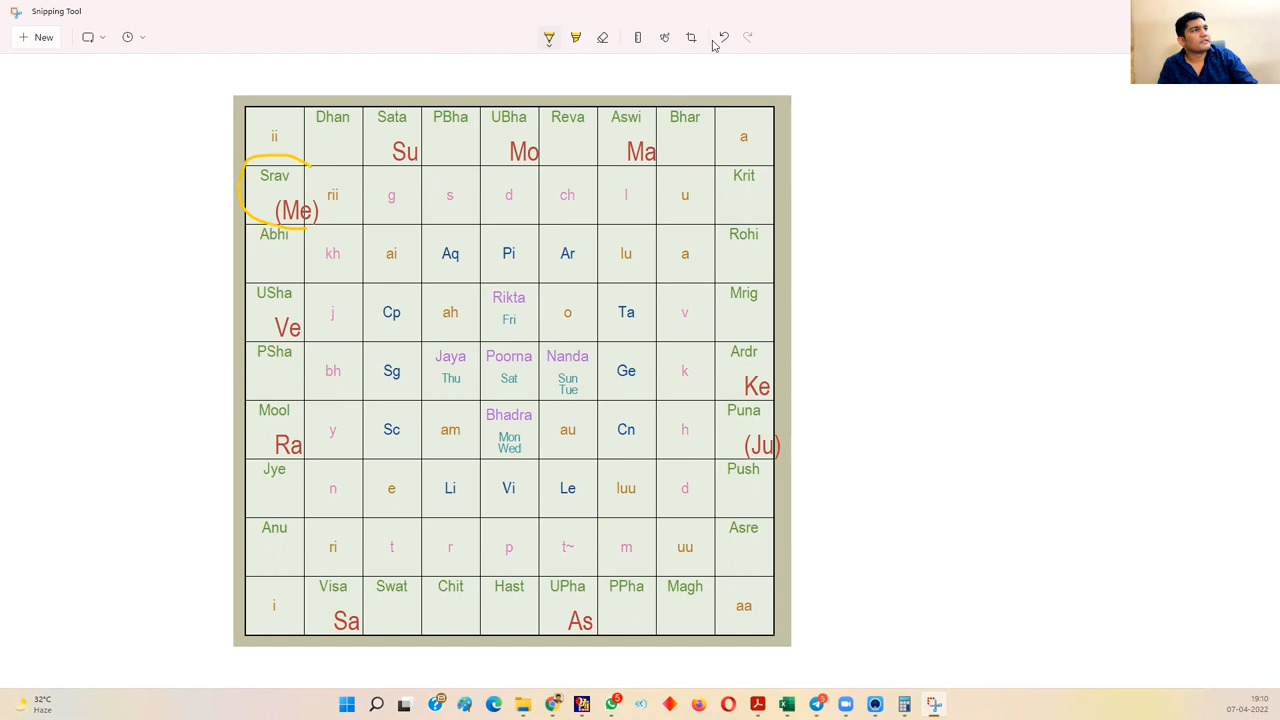 Snipping Tool
New
ii Dhan Sata PBha UBha Reva Aswi Bhar a
Su Mo Ma
Srav rii g s d ch l u Krit
(Me)
Abhi kh ai Aq Pi Ar lu a Rohi
USha j Cp ah Rikta o Ta v Mrig
Ve Fri
PSha bh Sg Jaya Poorna Nanda Ge k Ardr
Thu Sat Sun Ke
Tue
Mool y Sc am Bhadra au Cn h Puna
Ra Mon (Ju)
Wed
Jye n e Li Vi Le luu d Push
Anu ri t r p t~ m uu Asre
i Visa Swat Chit Hast UPha PPha Magh aa
Sa As
32°C
Haze
5
5
19:10
07-04-2022